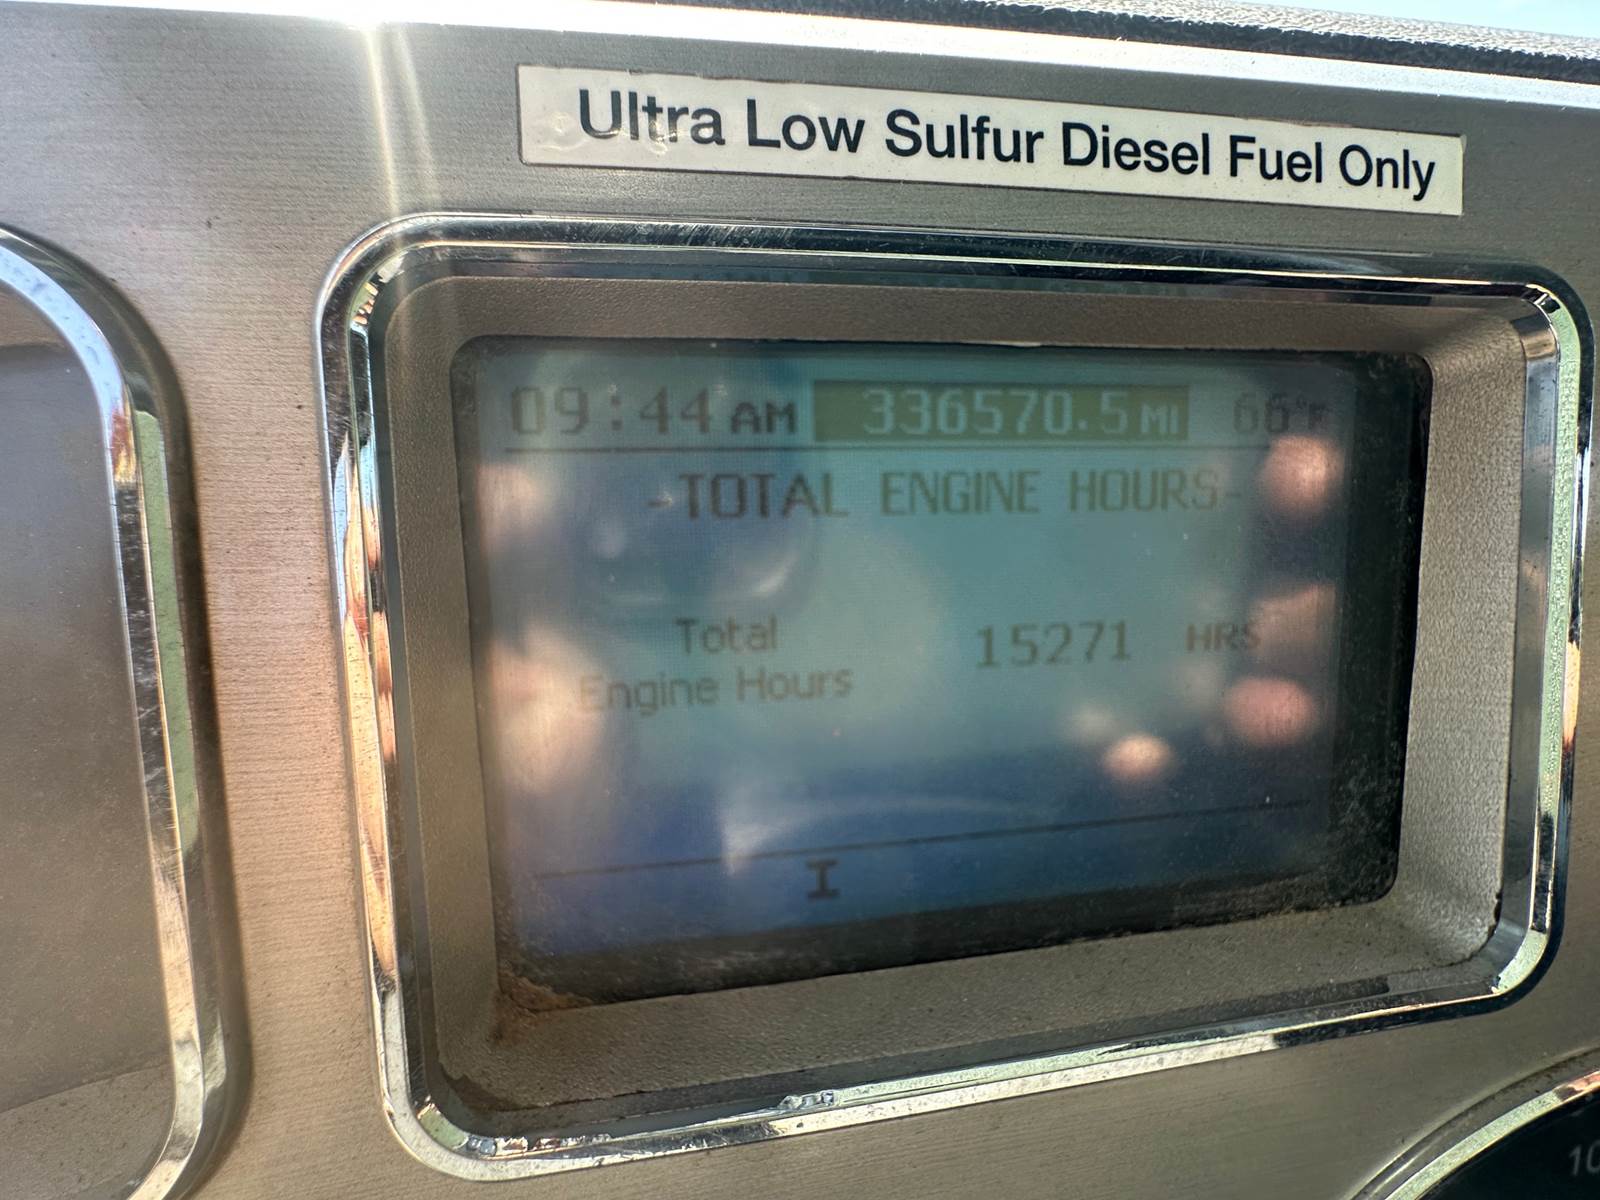 Ultra Low Sulfur Diesel Fuel Only
09:44 AM 336570.5 MI 66°F
-TOTAL ENGINE HOURS-
Total
Engine Hours
15271 HRS
I
10